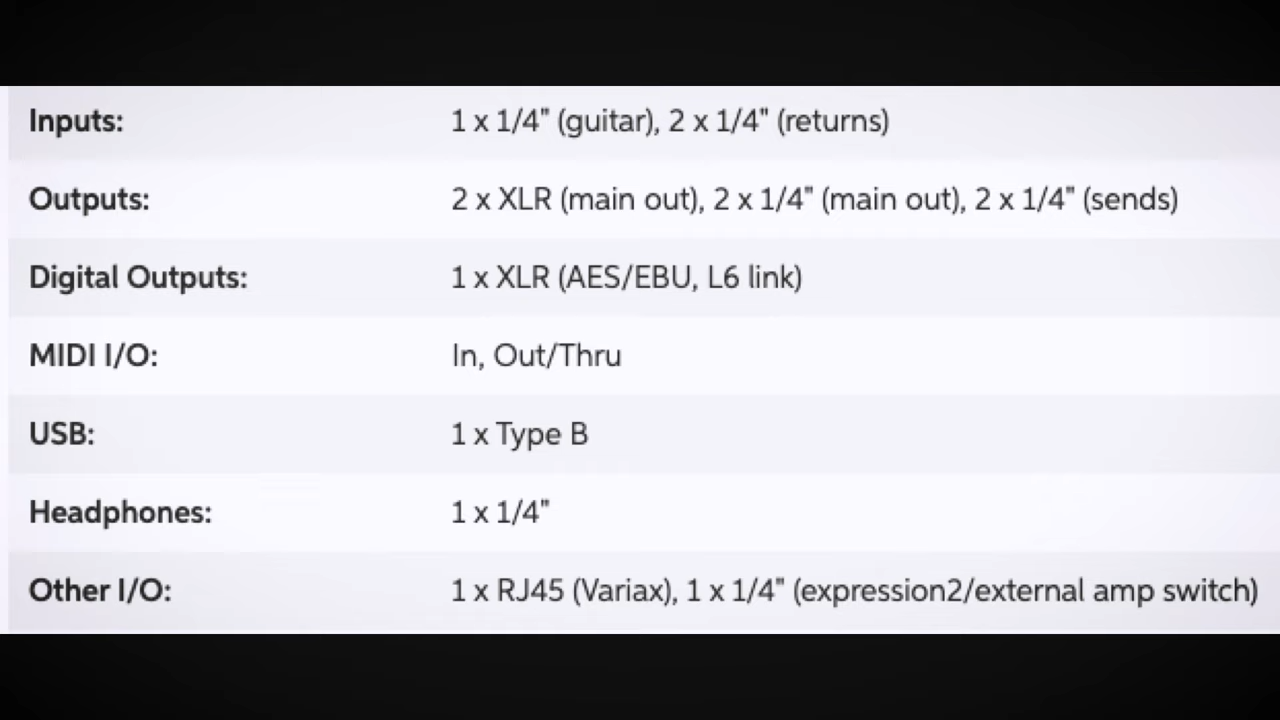 Inputs: 1 x 1/4" (guitar), 2 x 1/4" (returns)
Outputs: 2 x XLR (main out), 2 x 1/4" (main out), 2 x 1/4" (sends)
Digital Outputs: 1 x XLR (AES/EBU, L6 link)
MIDI I/O: In, Out/Thru
USB: 1 x Type B
Headphones: 1 x 1/4"
Other I/O: 1 x RJ45 (Variax), 1 x 1/4" (expression2/external amp switch)